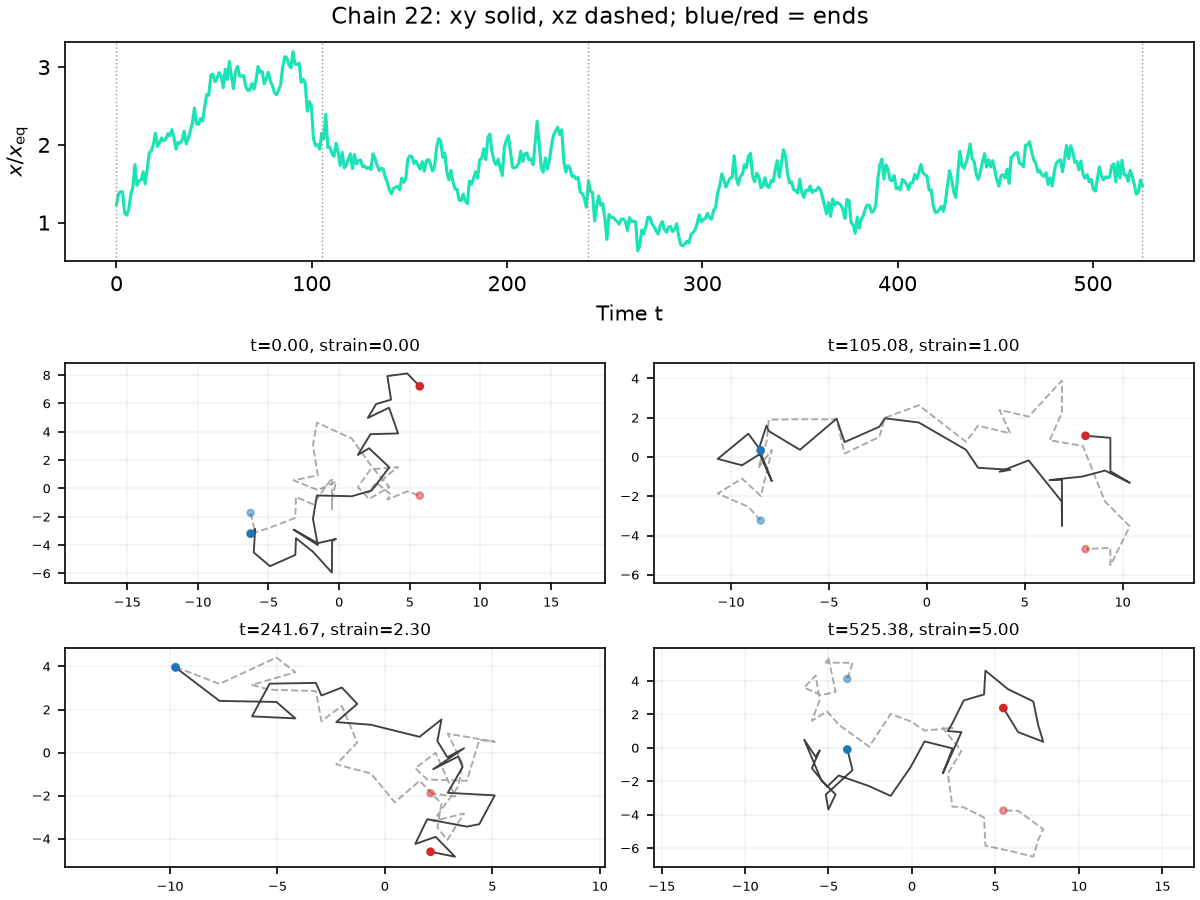 Chain 22: xy solid, xz dashed; blue/red = ends
3
2
1
x/x_eq
0 100 200 300 400 500
Time t
t=0.00, strain=0.00
8
6
4
2
0
−2
−4
−6
−15 −10 −5 0 5 10 15
t=105.08, strain=1.00
4
2
0
−2
−4
−6
−10 −5 0 5 10
t=241.67, strain=2.30
4
2
0
−2
−4
−10 −5 0 5 10
t=525.38, strain=5.00
4
2
0
−2
−4
−6
−15 −10 −5 0 5 10 15